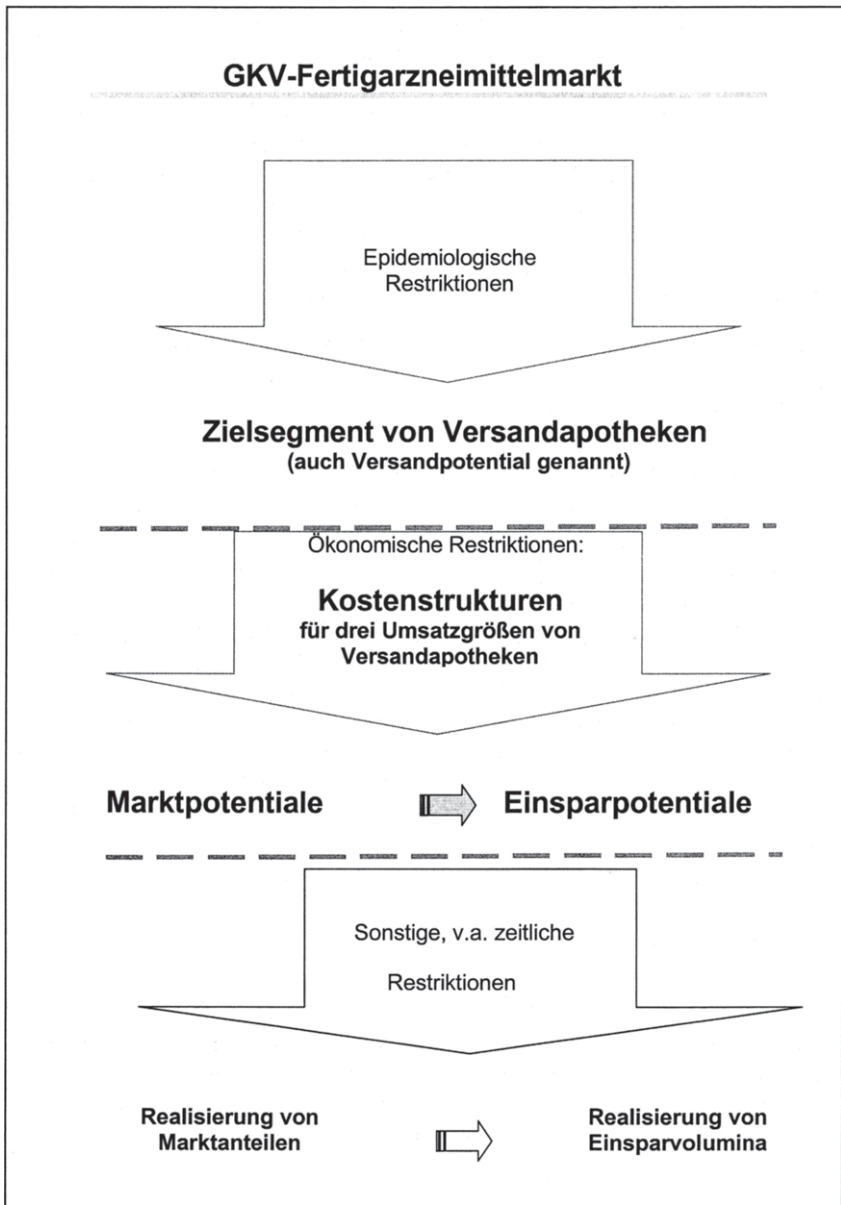 GKV-Fertigarzneimittelmarkt
Epidemiologische
Restriktionen
Zielsegment von Versandapotheken
(auch Versandpotential genannt)
Ökonomische Restriktionen:
Kostenstrukturen
für drei Umsatzgrößen von
Versandapotheken
Marktpotentiale
Einsparpotentiale
Sonstige, v.a. zeitliche
Restriktionen
Realisierung von
Marktanteilen
Realisierung von
Einsparvolumina